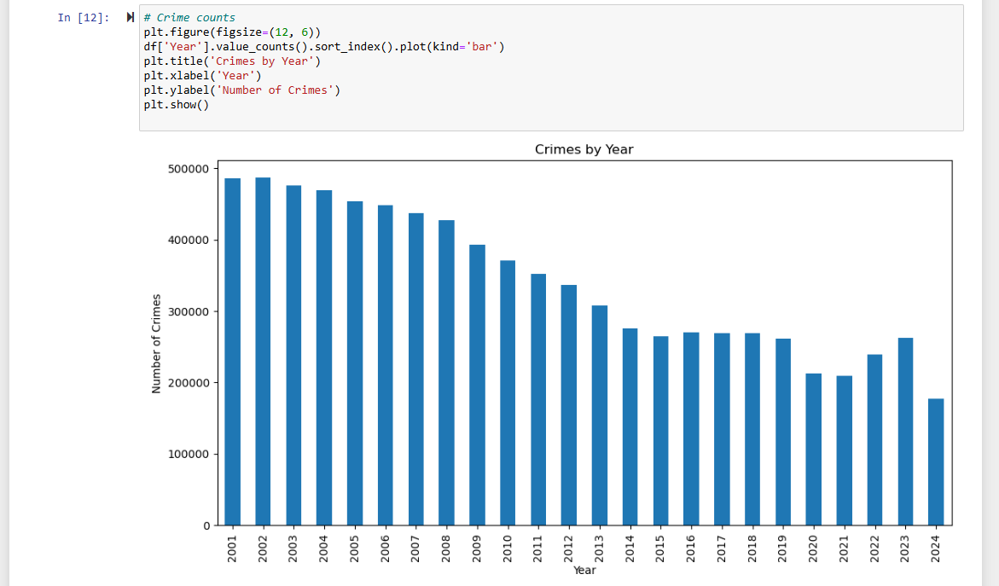 In [12]:
# Crime counts
plt.figure(figsize=(12, 6))
df['Year'].value_counts().sort_index().plot(kind='bar')
plt.title('Crimes by Year')
plt.xlabel('Year')
plt.ylabel('Number of Crimes')
plt.show()
Crimes by Year
500000
400000
300000
200000
100000
0
Number of Crimes
2001 2002 2003 2004 2005 2006 2007 2008 2009 2010 2011 2012 2013 2014 2015 2016 2017 2018 2019 2020 2021 2022 2023 2024
Year